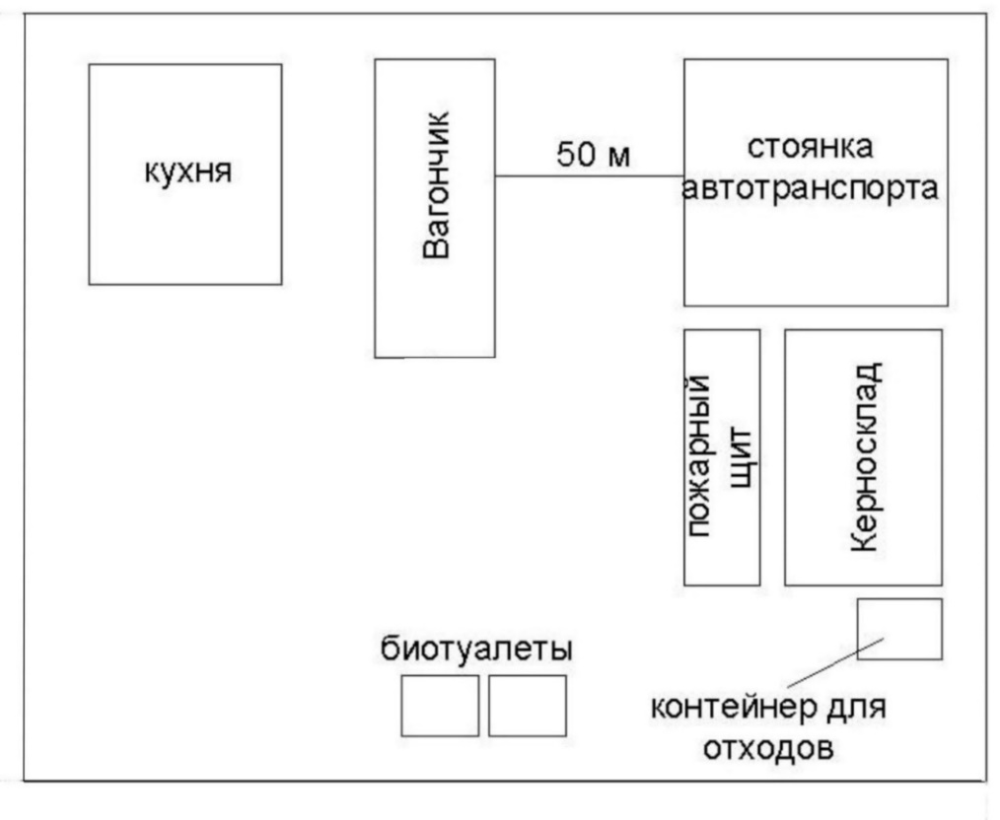 кухня
Вагончик
50 м
стоянка
автотранспорта
пожарный
щит
Керносклад
биотуалеты
контейнер для
отходов